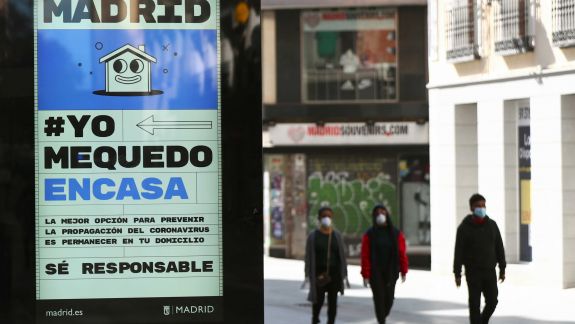 MADRID
#YO
MEQUEDO
ENCASA
LA MEJOR OPCIÓN PARA PREVENIR
LA PROPAGACIÓN DEL CORONAVIRUS
ES PERMANECER EN TU DOMICILIO
SÉ RESPONSABLE
madrid.es
MADRID
MADRIDSOUVENIRS.COM